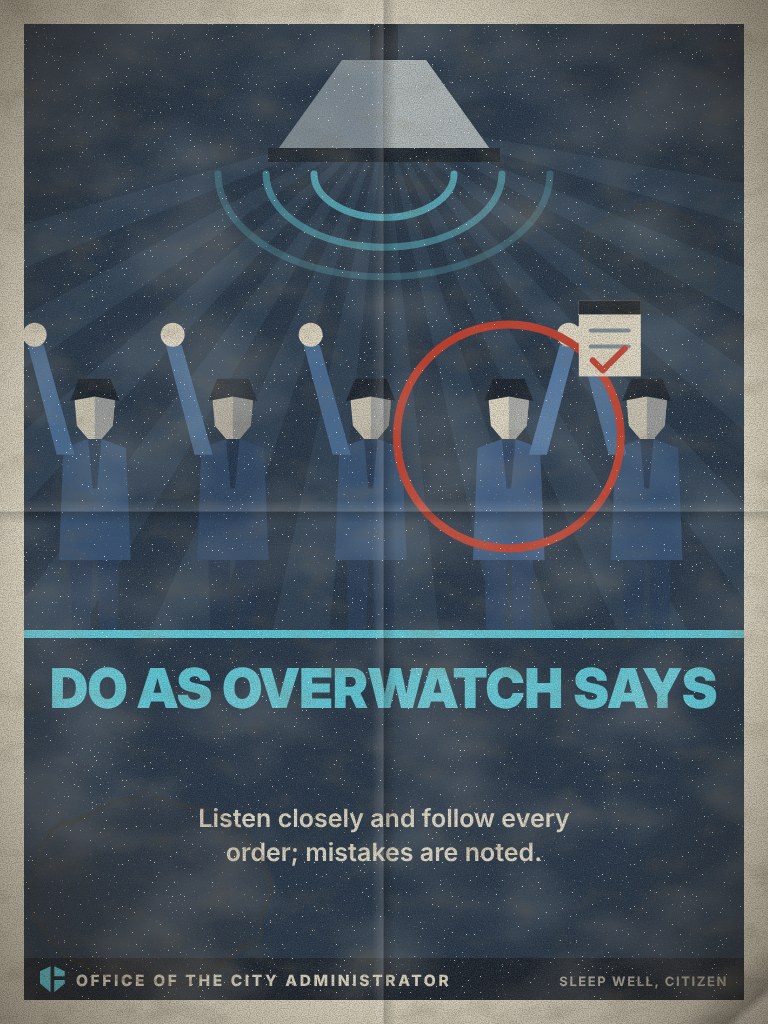 DO AS OVERWATCH SAYS
Listen closely and follow every
order; mistakes are noted.
OFFICE OF THE CITY ADMINISTRATOR
SLEEP WELL, CITIZEN